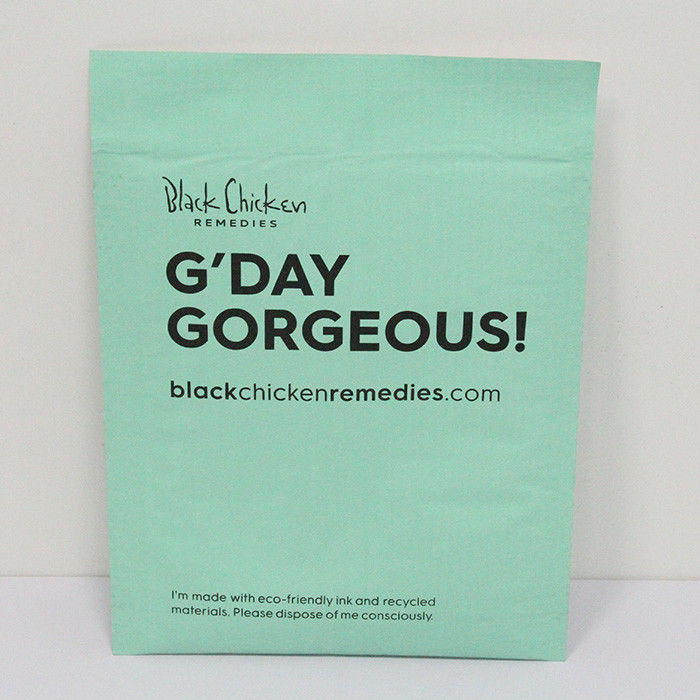 Black Chicken
REMEDIES
G'DAY
GORGEOUS!
blackchickenremedies.com
I'm made with eco-friendly ink and recycled
materials. Please dispose of me consciously.